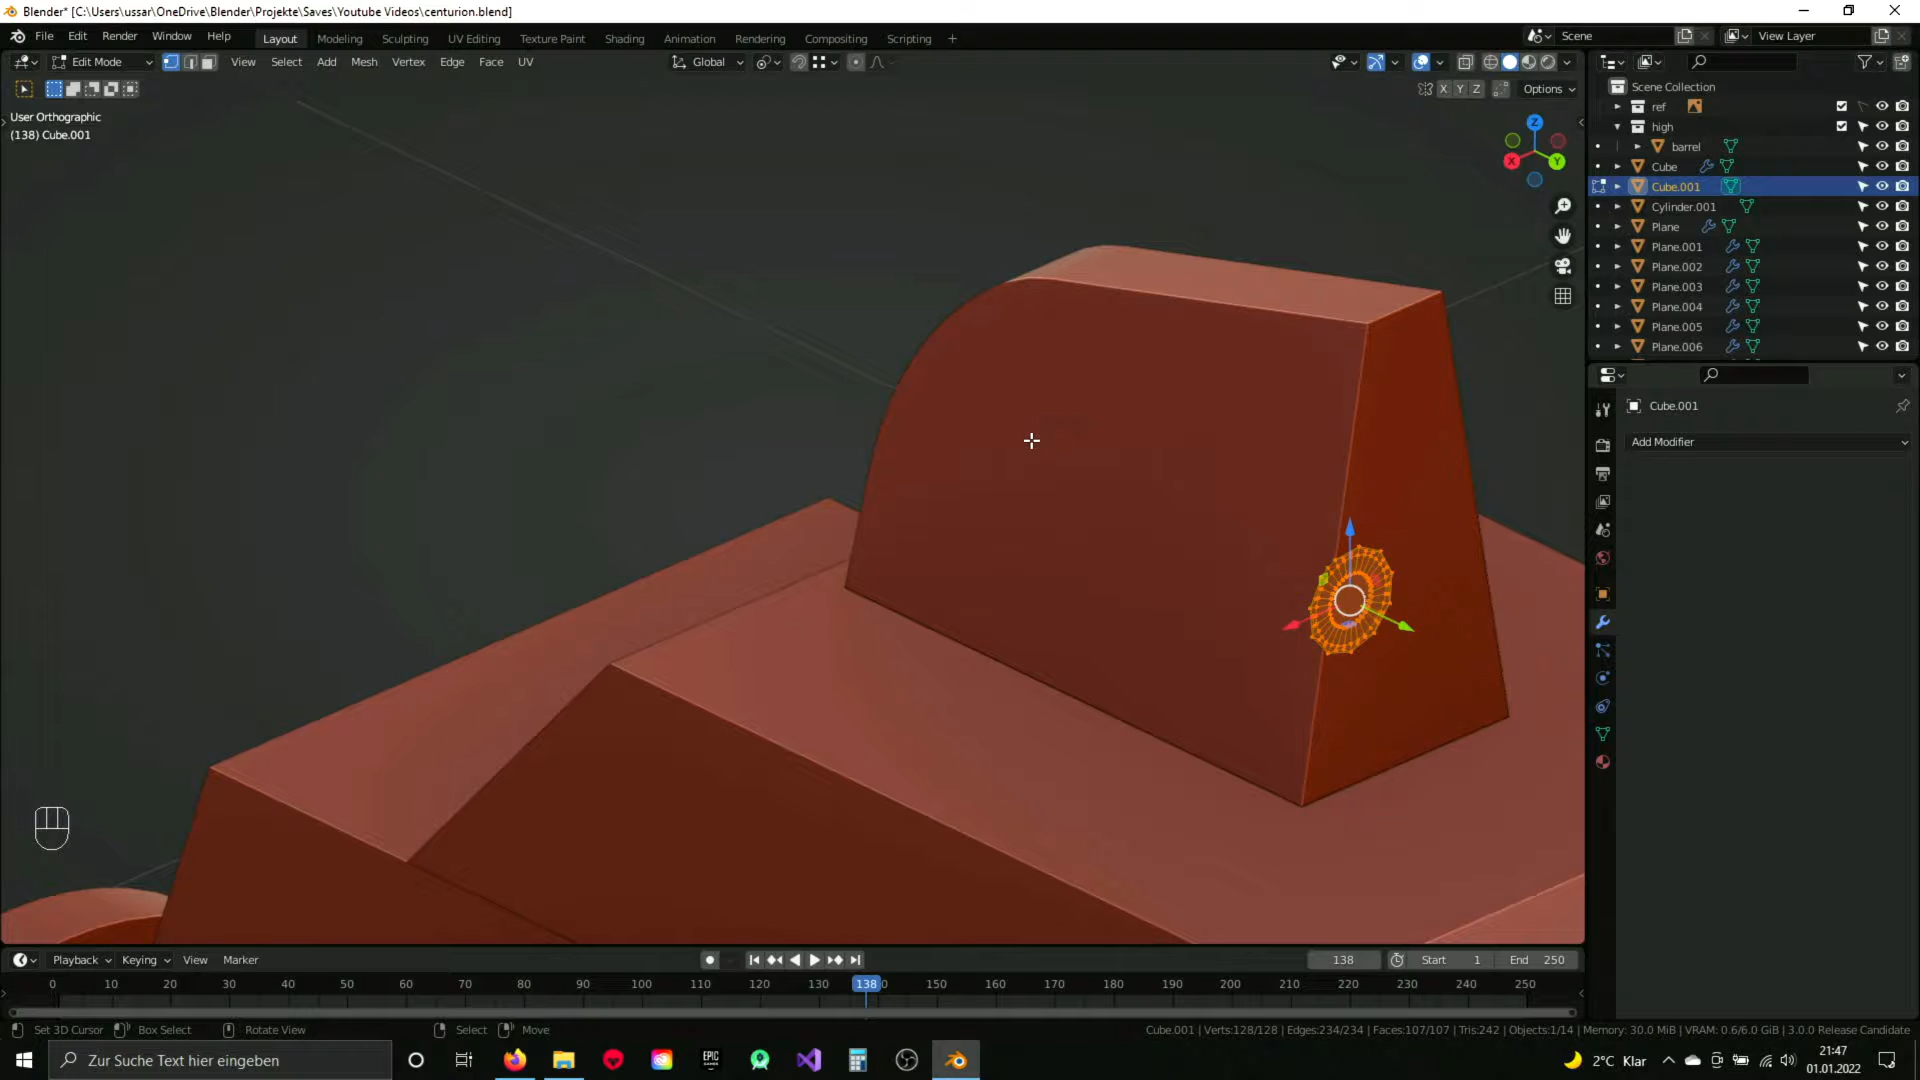 Blender* [C:\Users\ussar\OneDrive\Blender\Projekte\Saves\Youtube Videos\centurion.blend]
File Edit Render Window Help Layout Modeling Sculpting UV Editing Texture Paint Shading Animation Rendering Compositing Scripting + Scene View Layer
Edit Mode View Select Add Mesh Vertex Edge Face UV Global
X Y Z Options
User Orthographic
(138) Cube.001
Z
X
Y
Scene Collection
ref
high
barrel
Cube
Cube.001
Cylinder.001
Plane
Plane.001
Plane.002
Plane.003
Plane.004
Plane.005
Plane.006
Cube.001
Add Modifier
Playback Keying View Marker 138 Start 1 End 250
0 10 20 30 40 50 60 70 80 90 100 110 120 130 138 150 160 170 180 190 200 210 220 230 240 250
Set 3D Cursor Box Select Rotate View Select Move Cube.001 | Verts:128/128 | Edges:234/234 | Faces:107/107 | Tris:242 | Objects:1/14 | Memory: 30.0 MiB | VRAM: 0.6/6.0 GiB | 3.0.0 Release Candidate
Zur Suche Text hier eingeben EPIC GAMES 2°C Klar 21:47
01.01.2022